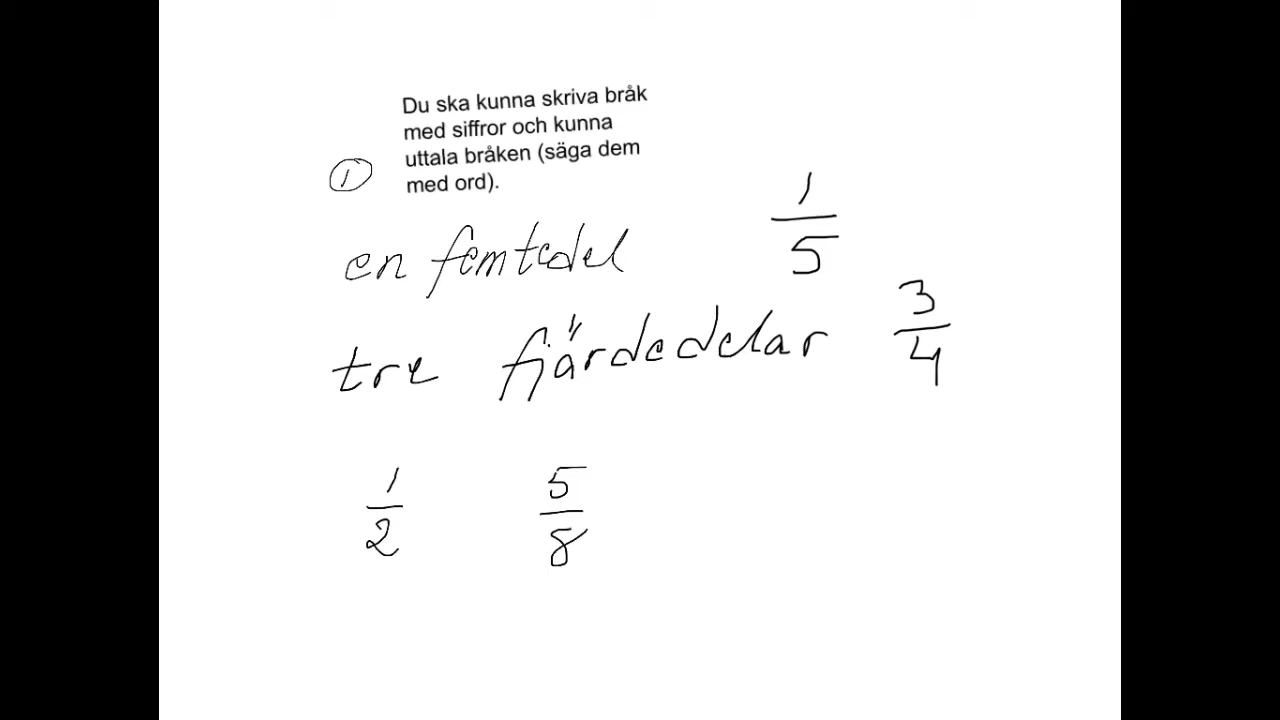 Du ska kunna skriva bråk
med siffror och kunna
uttala bråken (säga dem
med ord).
1
en femtedel 1/5
tre fjärdedelar 3/4
1/2 5/8